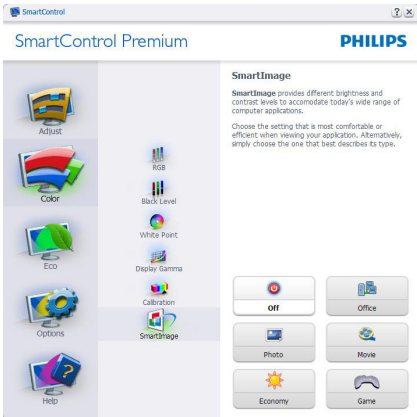 SmartControl
? x
SmartControl Premium
PHILIPS
Adjust
Color
Eco
Options
Help
RGB
Black Level
White Point
Display Gamma
Calibration
SmartImage
SmartImage
SmartImage provides different brightness and
contrast levels to accomodate today's wide range of
computer applications.
Choose the setting that is most comfortable or
efficient when viewing your application. Alternatively,
simply choose the one that best describes its type.
Off
Office
Photo
Movie
Economy
Game